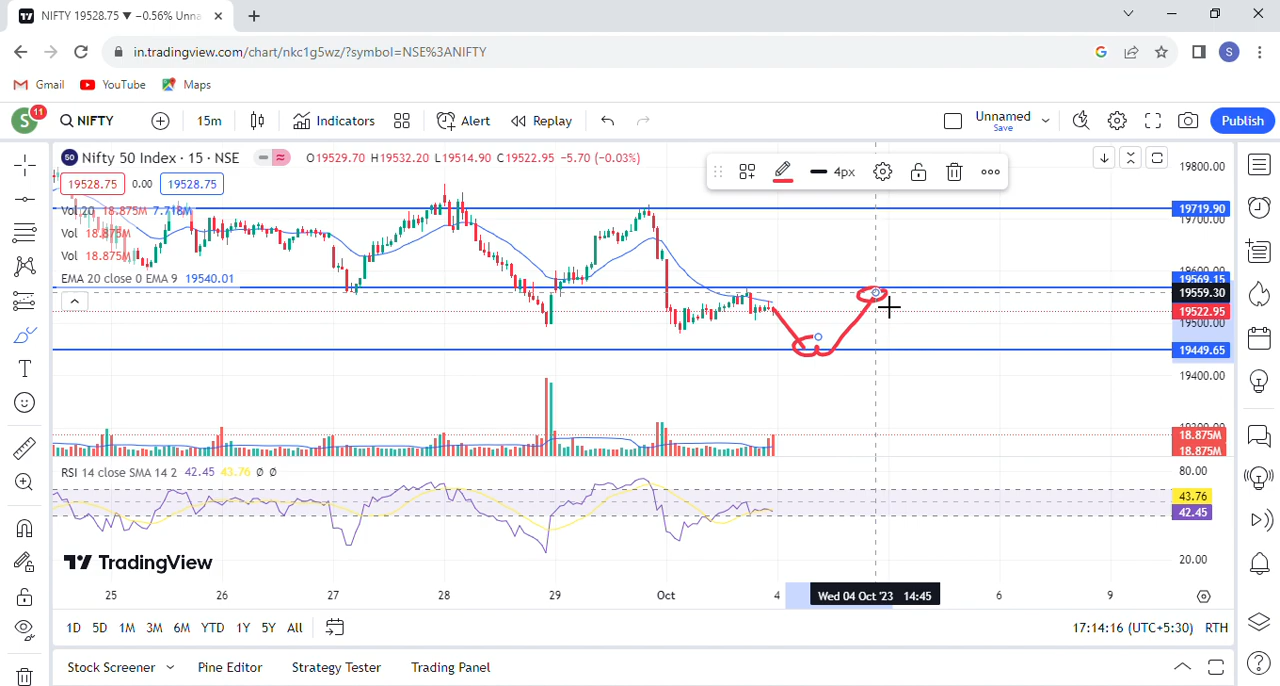 NIFTY 19528.75 ▼ −0.56% Unna
in.tradingview.com/chart/nkc1g5wz/?symbol=NSE%3ANIFTY
S
Gmail YouTube Maps
S 11 NIFTY 15m Indicators Alert Replay Unnamed Save Publish
50 Nifty 50 Index · 15 · NSE O19529.70 H19532.20 L19514.90 C19522.95 -5.70 (-0.03%)
19528.75 0.00 19528.75
4px
Vol 20 18.875M 7.718M
Vol 18.875M
Vol 18.875M
EMA 20 close 0 EMA 9 19540.01
19800.00
19719.90
19700.00
19569.15
19559.30
19522.95
19500.00
19449.65
19400.00
18.875M
18.875M
RSI 14 close SMA 14 2 42.45 43.76 Ø Ø
80.00
43.76
42.45
20.00
TradingView
25 26 27 28 29 Oct 4 Wed 04 Oct '23 14:45 6 9
1D 5D 1M 3M 6M YTD 1Y 5Y All 17:14:16 (UTC+5:30) RTH
Stock Screener Pine Editor Strategy Tester Trading Panel